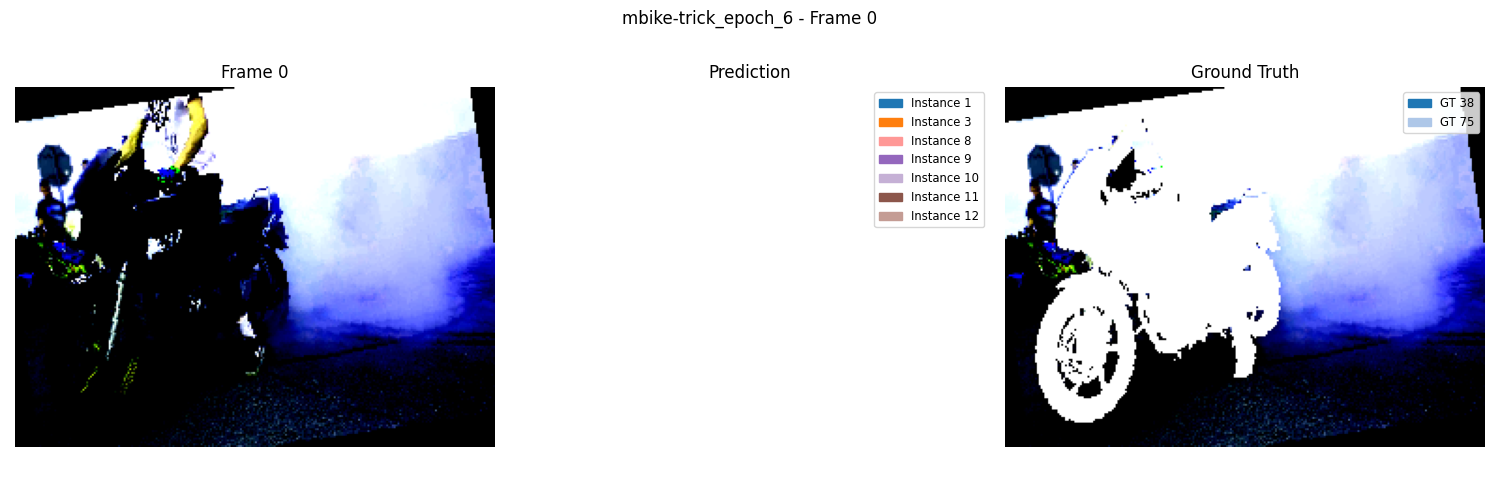 mbike-trick_epoch_6 - Frame 0
Frame 0
Prediction
Ground Truth
Instance 1
Instance 3
Instance 8
Instance 9
Instance 10
Instance 11
Instance 12
GT 38
GT 75